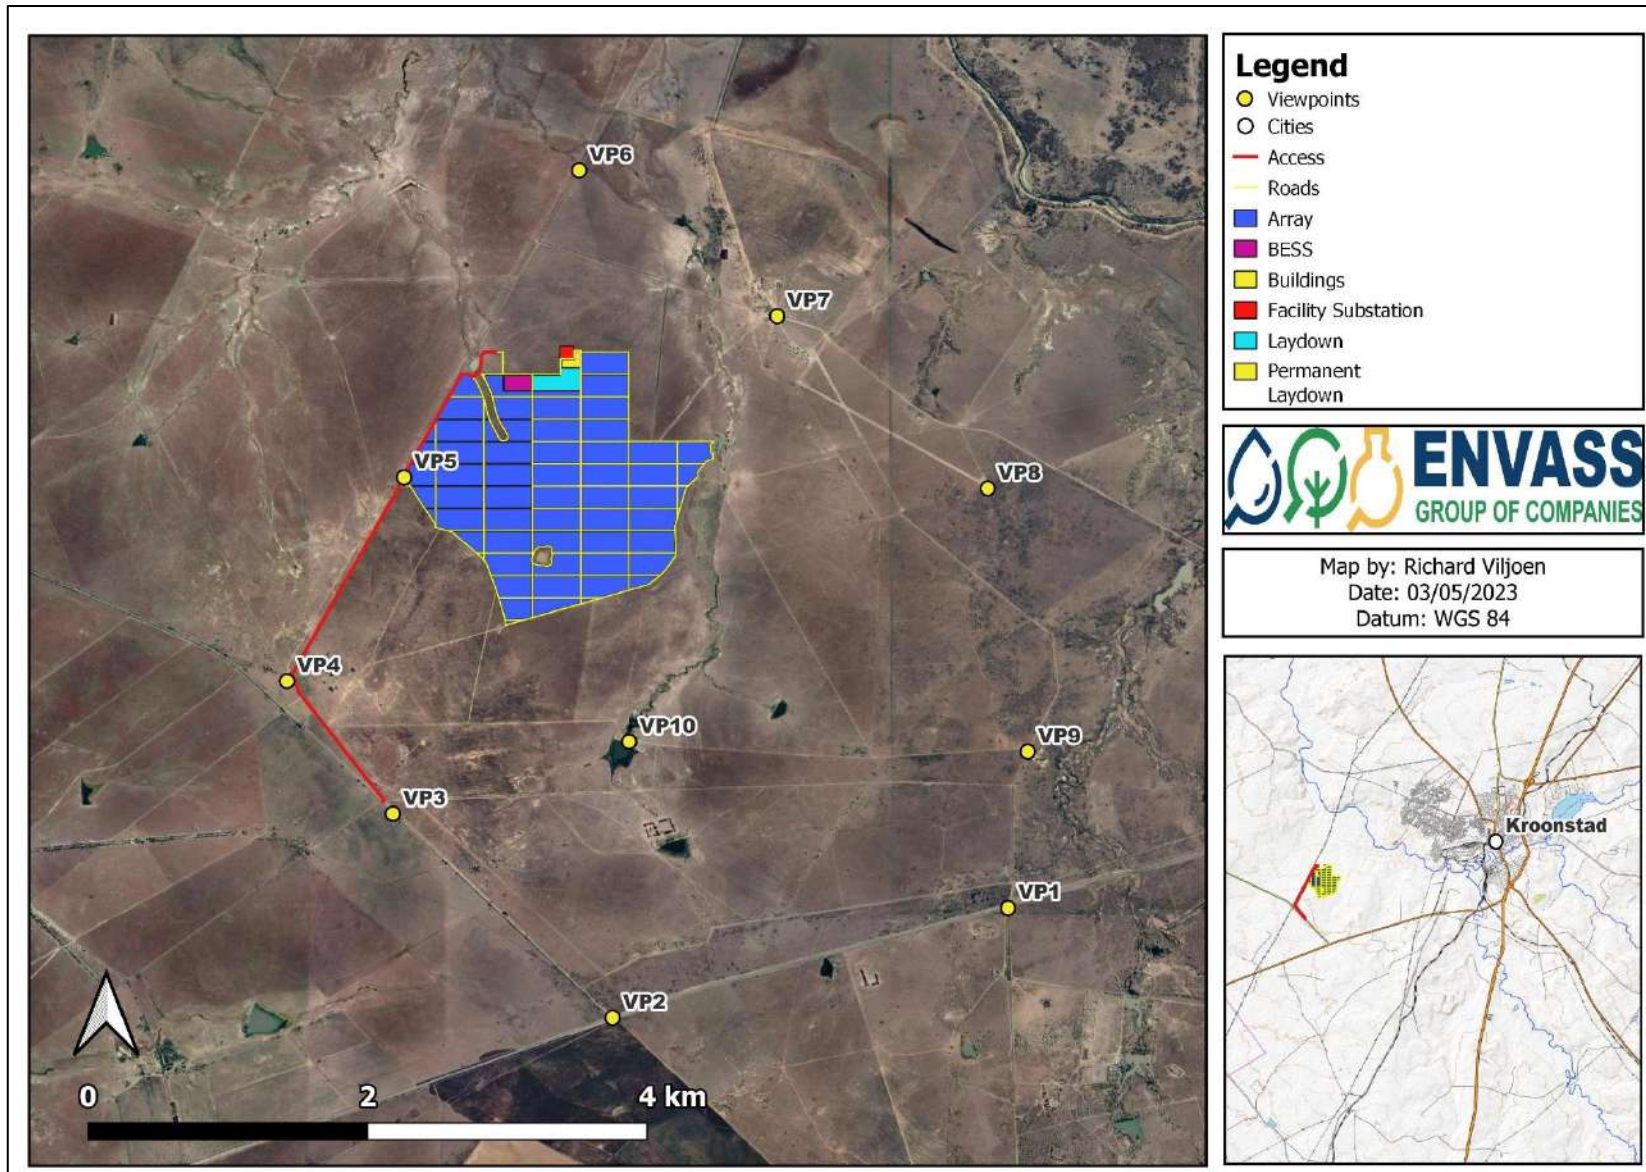 VP6
VP7
VP5
VP8
VP4
VP10
VP9
VP3
VP1
VP2
0
2
4 km
Legend
Viewpoints
Cities
Access
Roads
Array
BESS
Buildings
Facility Substation
Laydown
Permanent
Laydown
ENVASS
GROUP OF COMPANIES
Map by: Richard Viljoen
Date: 03/05/2023
Datum: WGS 84
Kroonstad